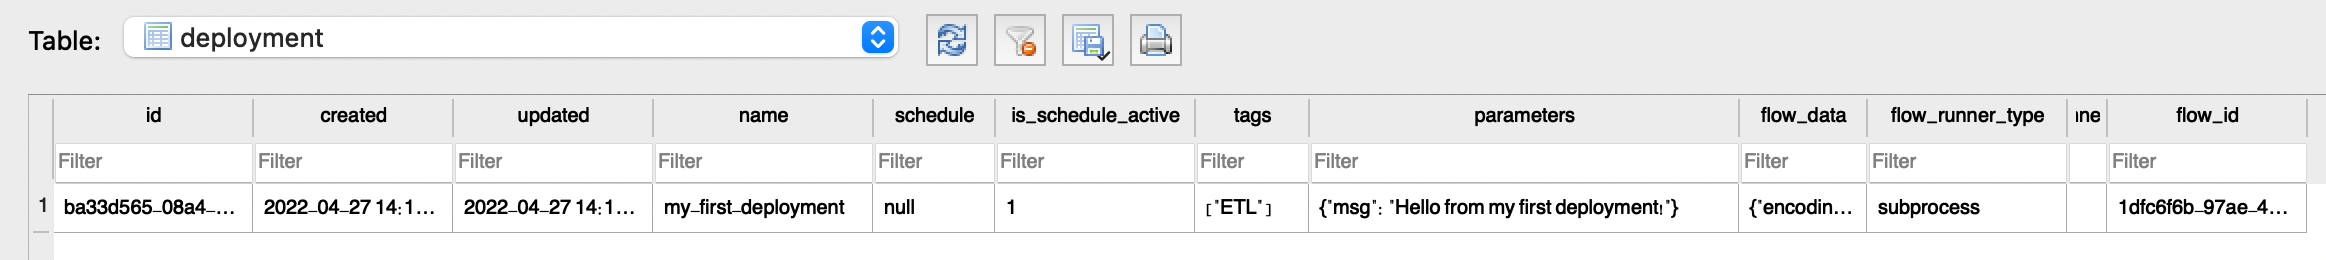 Table: deployment
id created updated name schedule is_schedule_active tags parameters flow_data flow_runner_type nne flow_id
Filter Filter Filter Filter Filter Filter Filter Filter Filter Filter Filter
1 ba33d565-08a4-... 2022-04-27 14:1... 2022-04-27 14:1... my_first_deployment null 1 ["ETL"] {"msg": "Hello from my first deployment!"} {"encodin... subprocess 1dfc6f6b-97ae-4...